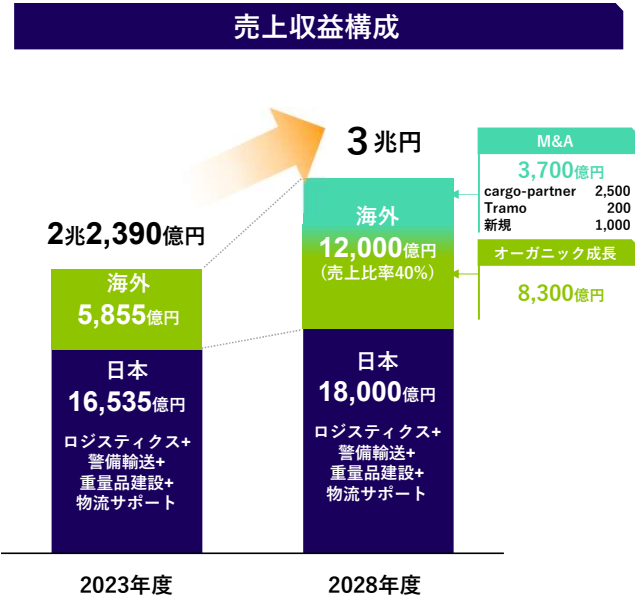 売上収益構成
2兆2,390億円
海外
5,855億円
日本
16,535億円
ロジスティクス+
警備輸送+
重量品建設+
物流サポート
2023年度
3兆円
海外
12,000億円
(売上比率40%)
日本
18,000億円
ロジスティクス+
警備輸送+
重量品建設+
物流サポート
2028年度
M&A
3,700億円
cargo-partner 2,500
Tramo 200
新規 1,000
オーガニック成長
8,300億円